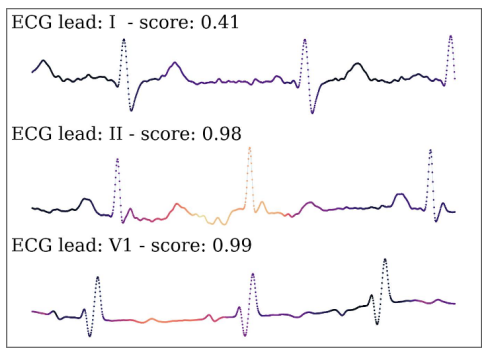 ECG lead: I - score: 0.41
ECG lead: II - score: 0.98
ECG lead: V1 - score: 0.99